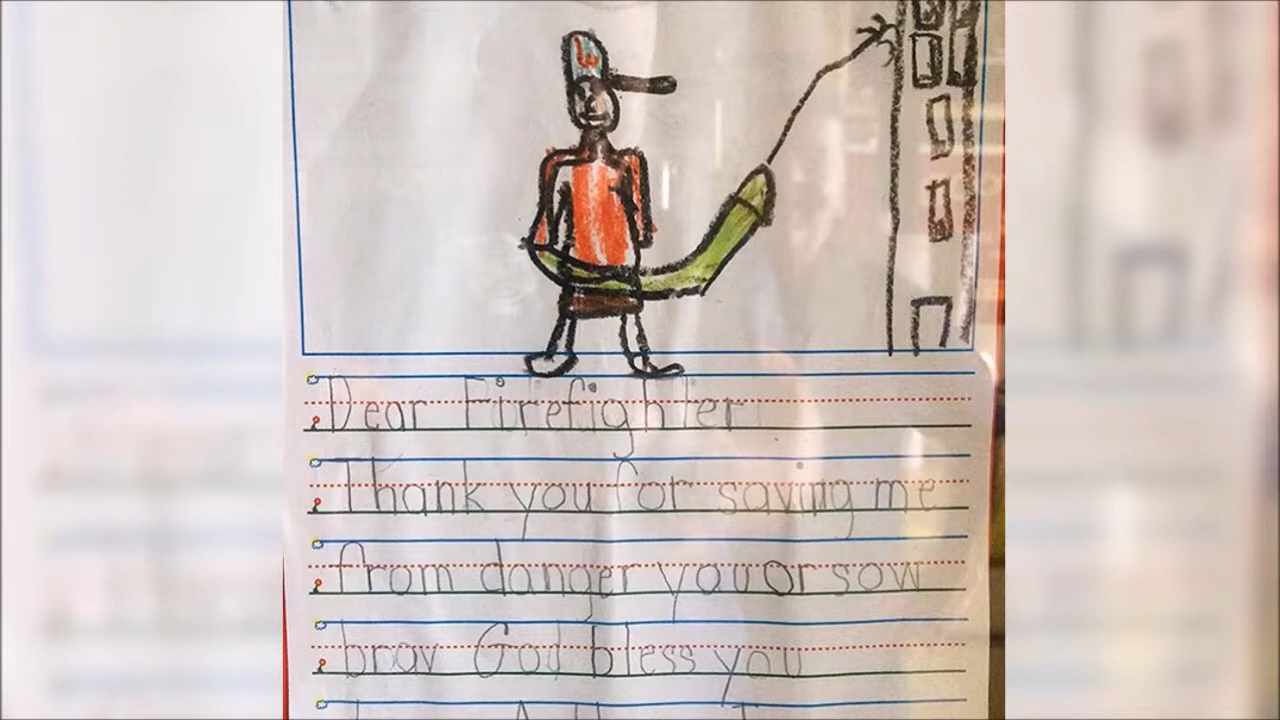 Dear Firefighter
Thank you for saving me
from danger you or sow
brav God bless you